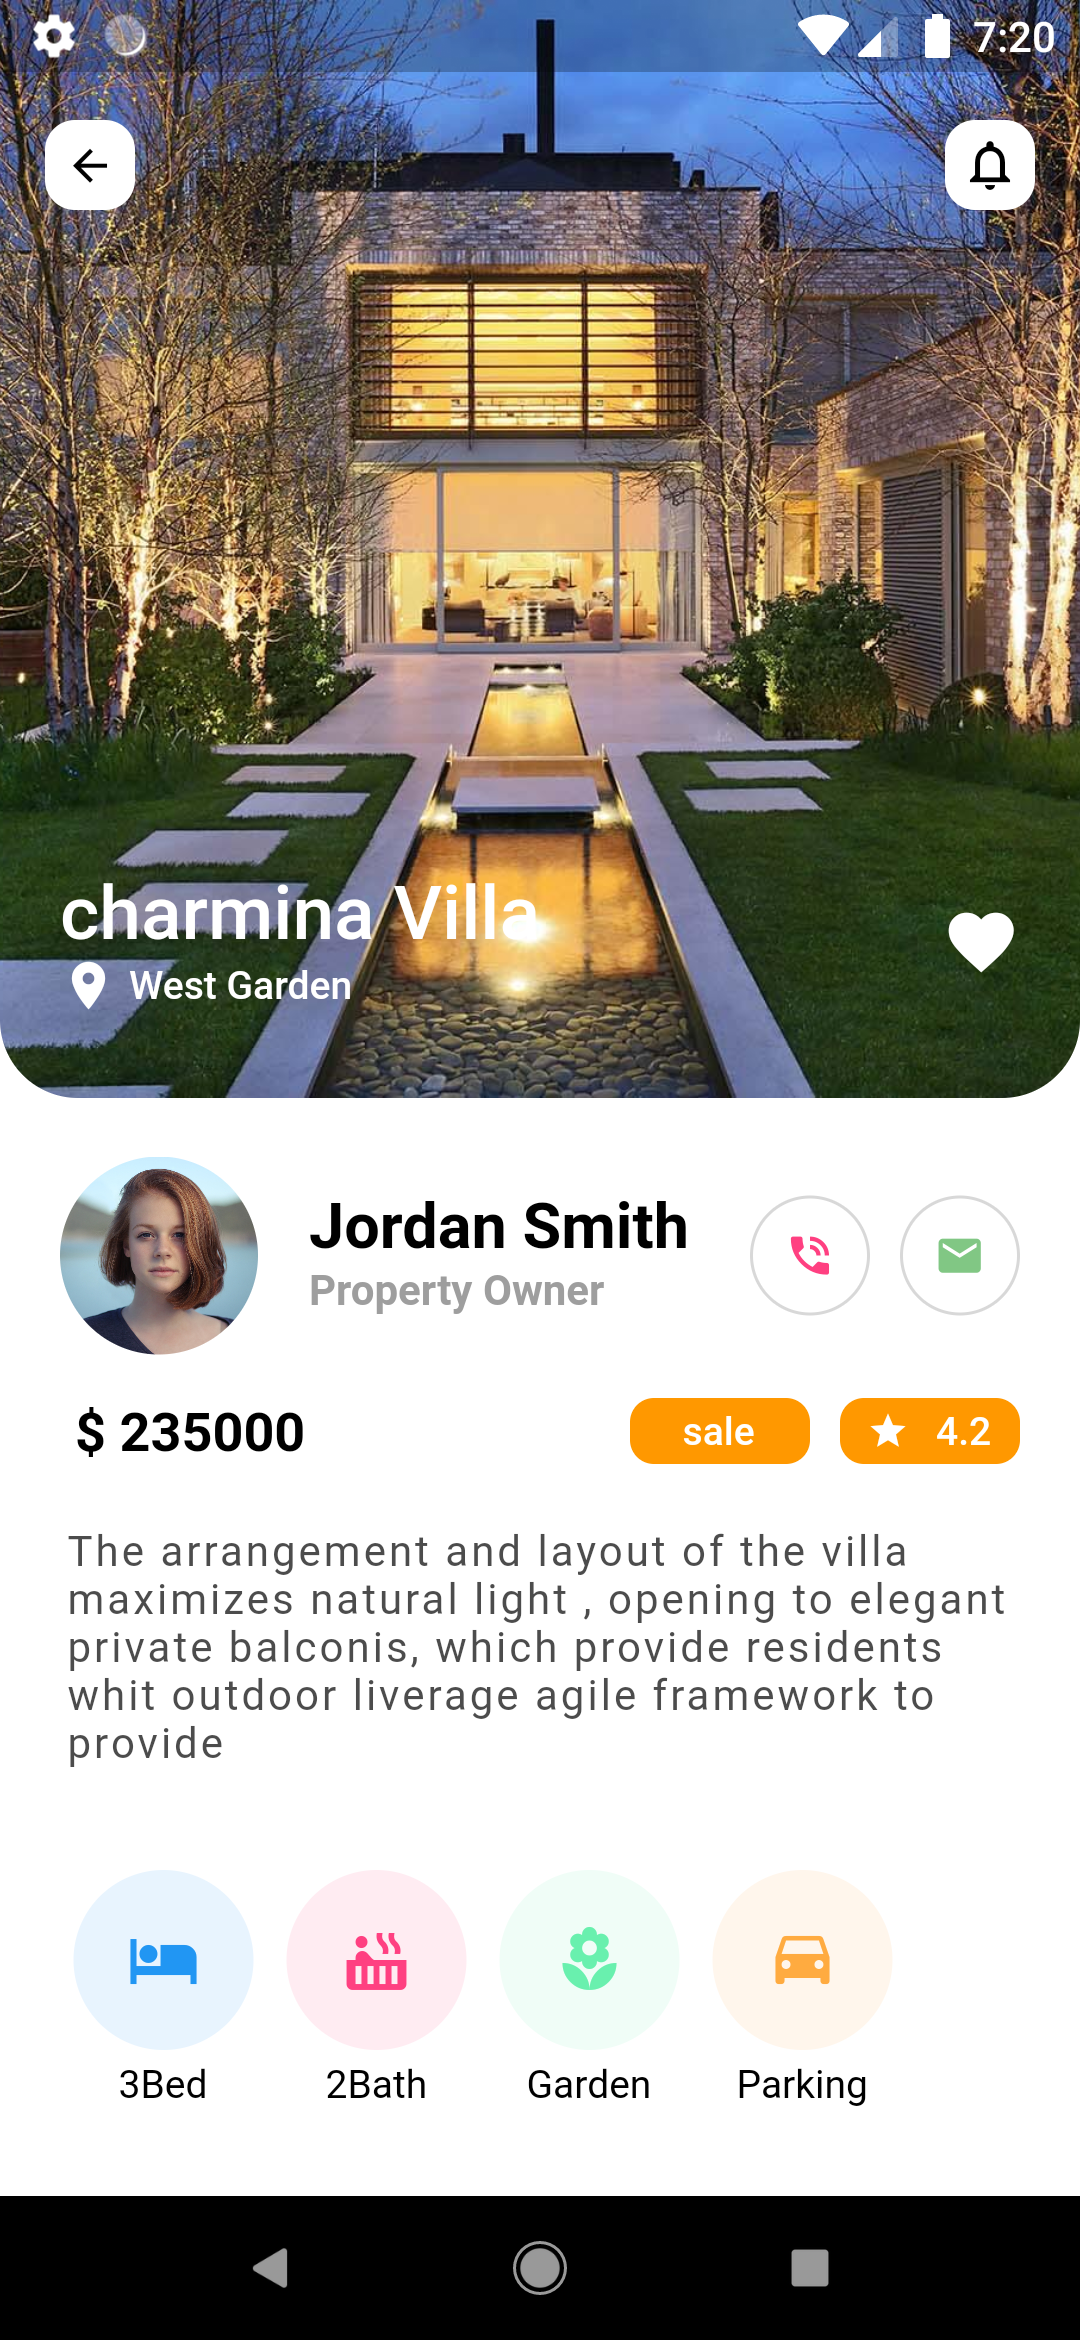 7:20
charmina Villa
West Garden
Jordan Smith
Property Owner
$ 235000
sale
4.2
The arrangement and layout of the villa
maximizes natural light , opening to elegant
private balconis, which provide residents
whit outdoor liverage agile framework to
provide
3Bed
2Bath
Garden
Parking